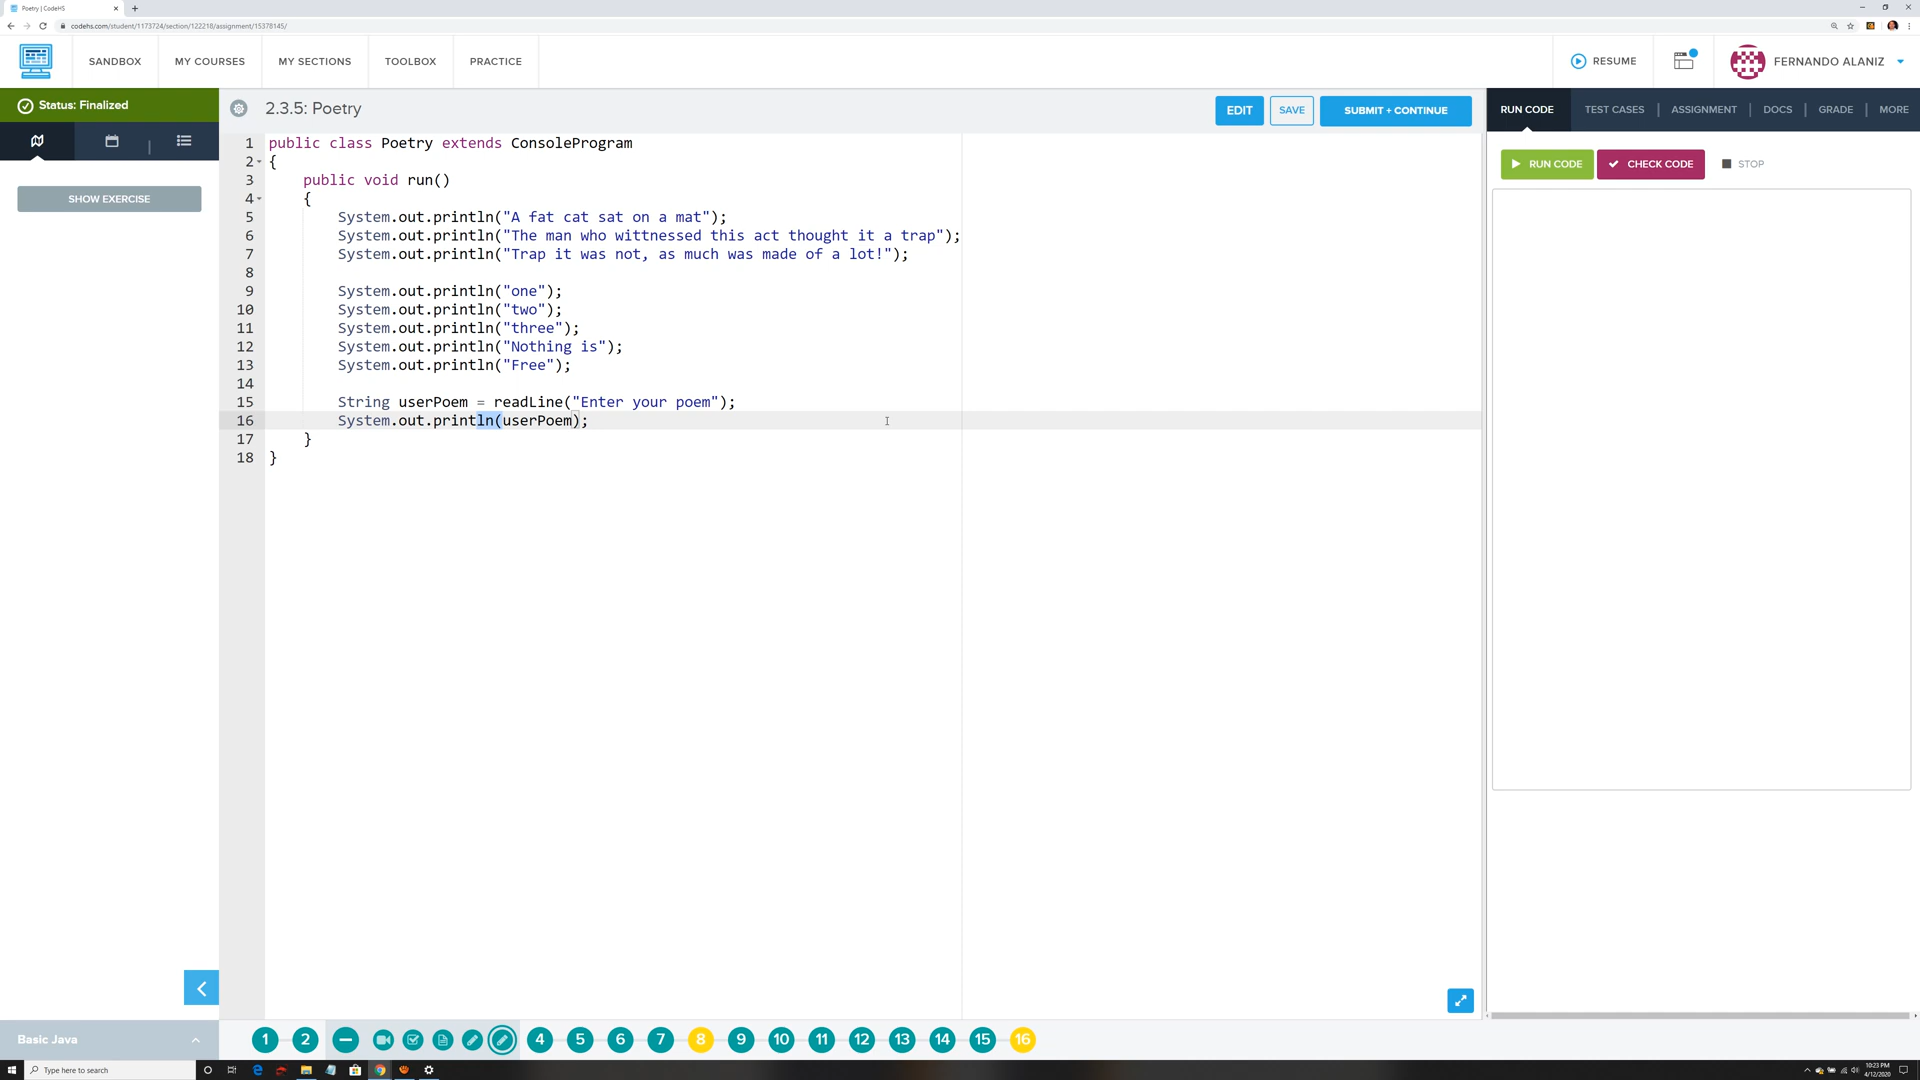 Poetry | CodeHS
codehs.com/student/1173724/section/122218/assignment/15378145/
SANDBOX
MY COURSES
MY SECTIONS
TOOLBOX
PRACTICE
RESUME
FERNANDO ALANIZ
Status: Finalized
2.3.5: Poetry
EDIT
SAVE
SUBMIT + CONTINUE
RUN CODE
TEST CASES
ASSIGNMENT
DOCS
GRADE
MORE
RUN CODE
CHECK CODE
STOP
SHOW EXERCISE
1 public class Poetry extends ConsoleProgram
2 {
3 public void run()
4 {
5 System.out.println("A fat cat sat on a mat");
6 System.out.println("The man who wittnessed this act thought it a trap");
7 System.out.println("Trap it was not, as much was made of a lot!");
8
9 System.out.println("one");
10 System.out.println("two");
11 System.out.println("three");
12 System.out.println("Nothing is");
13 System.out.println("Free");
14
15 String userPoem = readLine("Enter your poem");
16 System.out.println(userPoem);
17 }
18 }
Basic Java
1 2 4 5 6 7 8 9 10 11 12 13 14 15 16
Type here to search
10:23 PM
4/12/2020